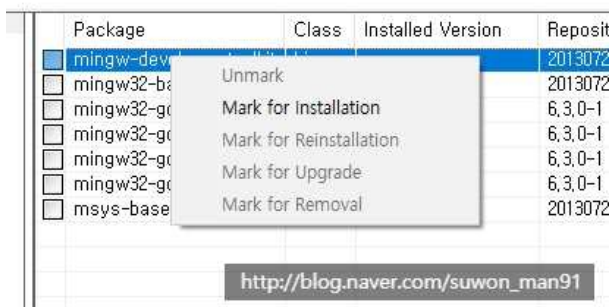 Package Class Installed Version Reposit
2013072
mingw32-ba 2013072
mingw32-gc 6,3,0-1
mingw32-gc 6,3,0-1
mingw32-gc 6,3,0-1
mingw32-gc 6,3,0-1
msys-base 2013072
Unmark
Mark for Installation
Mark for Reinstallation
Mark for Upgrade
Mark for Removal
http://blog.naver.com/suwon_man91